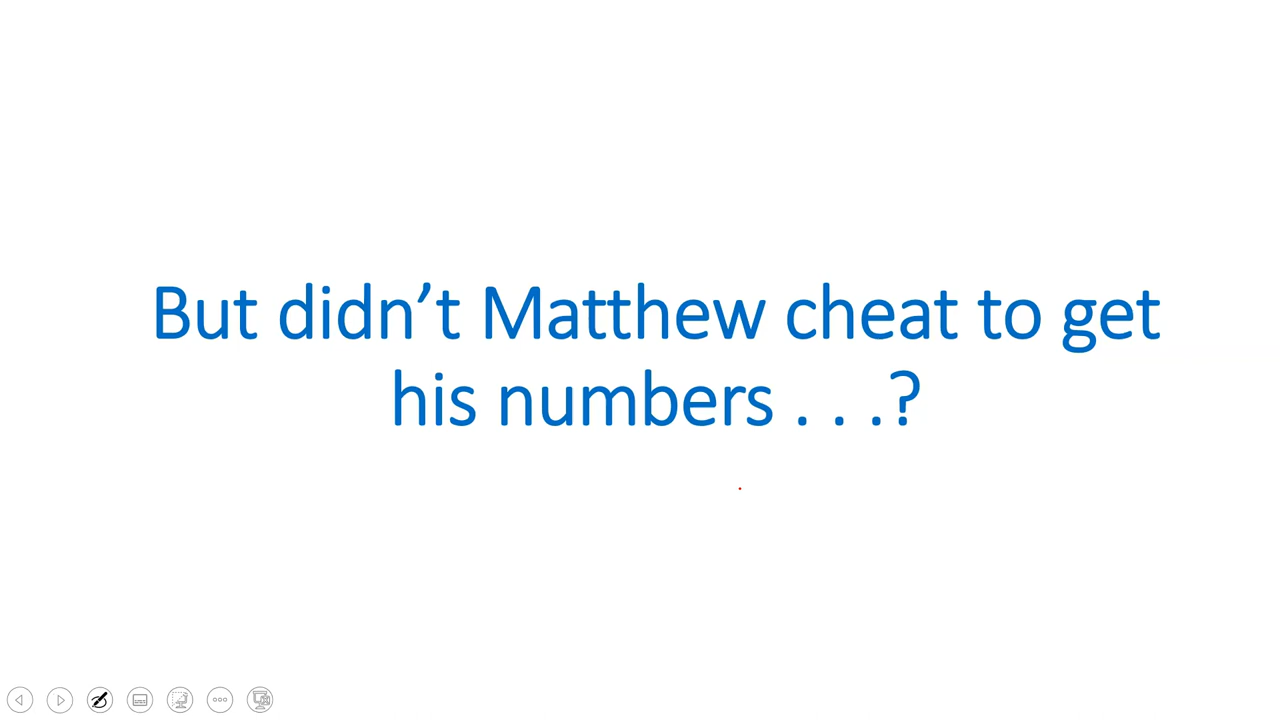 But didn’t Matthew cheat to get
his numbers . . .?